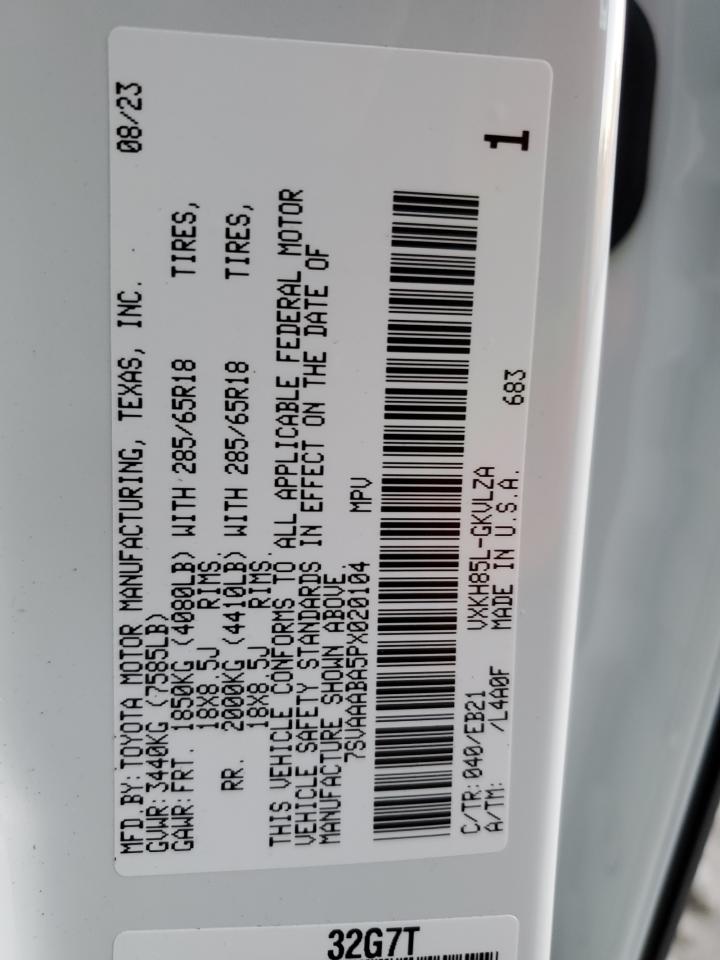 MFD.BY:TOYOTA MOTOR MANUFACTURING, TEXAS, INC. 08/23
GVWR:3440KG (7585LB)
GAWR:FRT. 1850KG (4080LB) WITH 285/65R18 TIRES,
18X8.5J RIMS.
RR. 2000KG (4410LB) WITH 285/65R18 TIRES,
18X8.5J RIMS.
THIS VEHICLE CONFORMS TO ALL APPLICABLE FEDERAL MOTOR
VEHICLE SAFETY STANDARDS IN EFFECT ON THE DATE OF
MANUFACTURE SHOWN ABOVE.
7SVAAABA5PX020104 MPV
C/TR:040/EB21 VXKH85L-GKVLZA
A/TM: /L4A0F MADE IN U.S.A.
683
1
32G7T